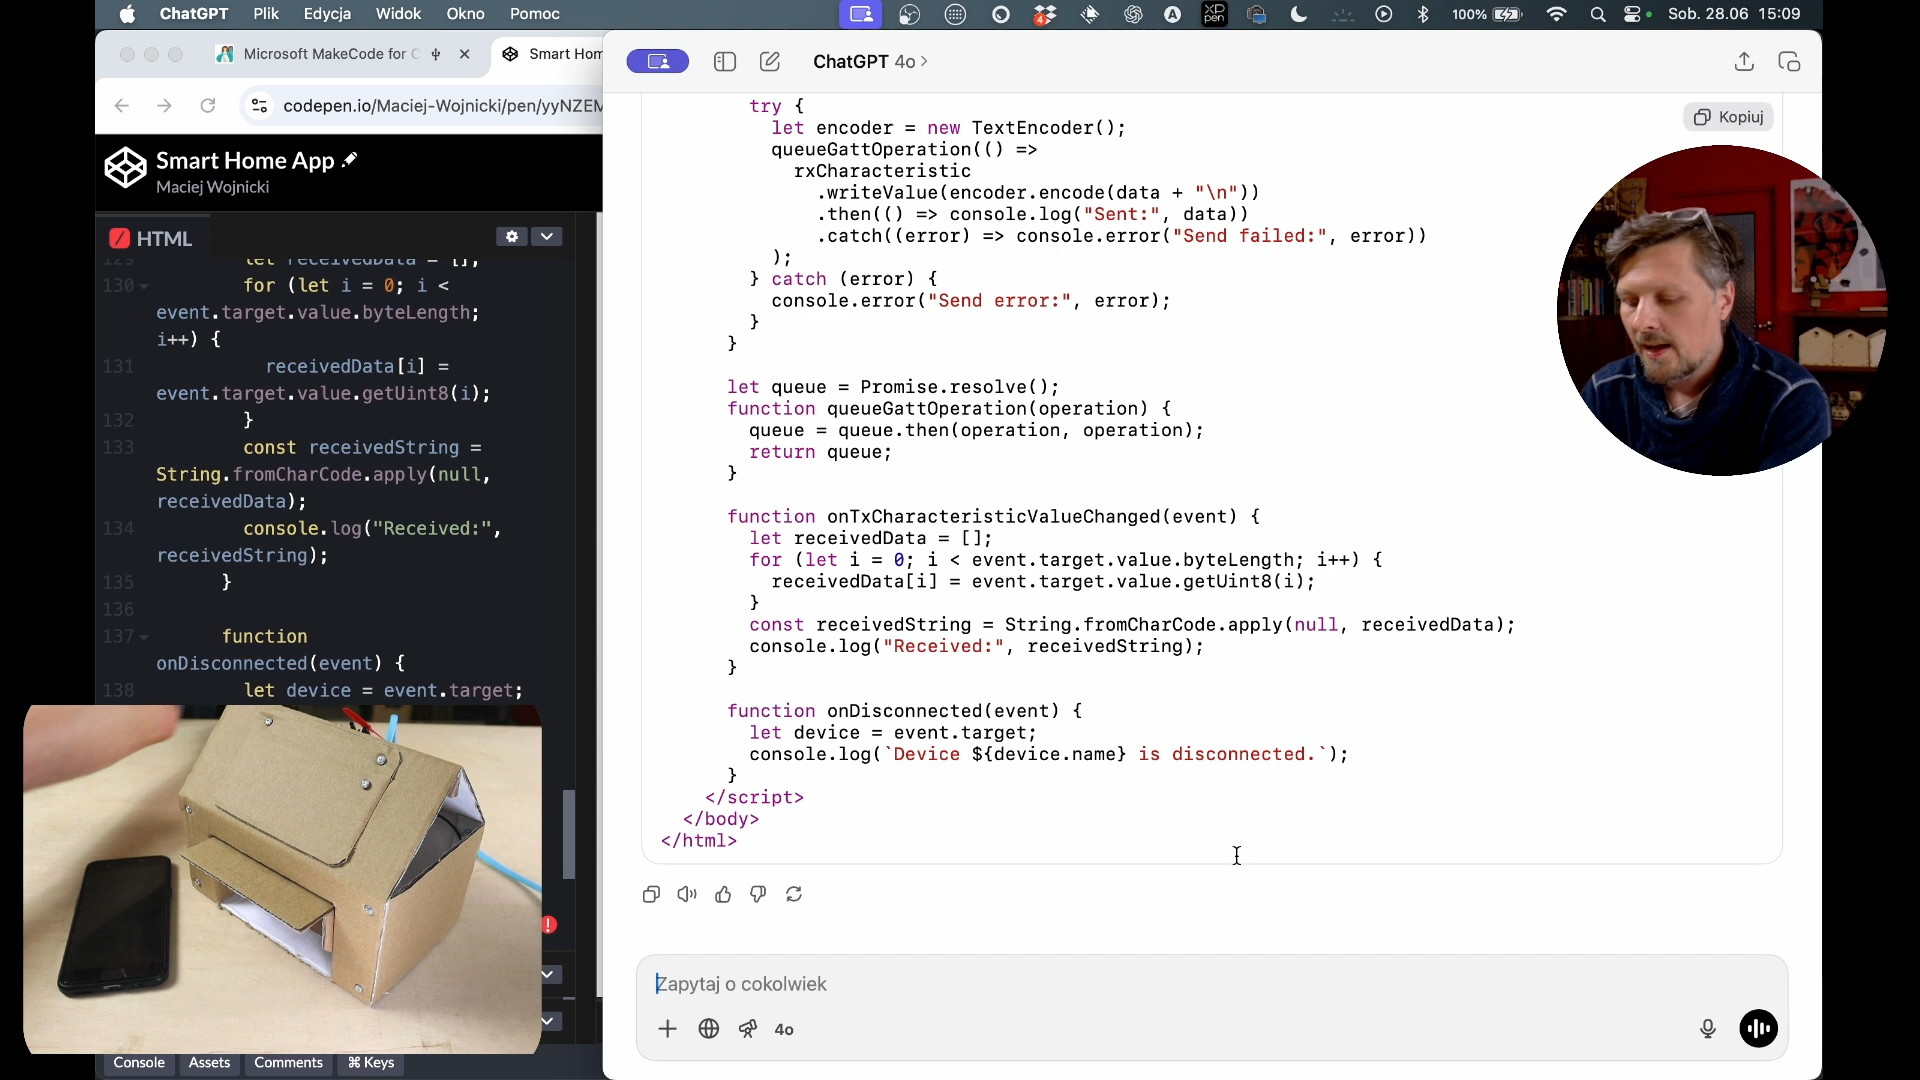 ChatGPT Plik Edycja Widok Okno Pomoc
4
XP pen
A
100%
Sob. 28.06 15:09
Microsoft MakeCode for C
Smart Hom
codepen.io/Maciej-Wojnicki/pen/yyNZEM
Smart Home App
Maciej Wojnicki
HTML
129 let receivedData = [];
130 for (let i = 0; i <
event.target.value.byteLength;
i++) {
131 receivedData[i] =
event.target.value.getUint8(i);
132 }
133 const receivedString =
String.fromCharCode.apply(null,
receivedData);
134 console.log("Received:",
receivedString);
135 }
136
137 function
onDisconnected(event) {
138 let device = event.target;
!
Console Assets Comments ⌘ Keys
ChatGPT 4o >
Kopiuj
try {
let encoder = new TextEncoder();
queueGattOperation(() =>
rxCharacteristic
.writeValue(encoder.encode(data + "\n"))
.then(() => console.log("Sent:", data))
.catch((error) => console.error("Send failed:", error))
);
} catch (error) {
console.error("Send error:", error);
}
}
let queue = Promise.resolve();
function queueGattOperation(operation) {
queue = queue.then(operation, operation);
return queue;
}
function onTxCharacteristicValueChanged(event) {
let receivedData = [];
for (let i = 0; i < event.target.value.byteLength; i++) {
receivedData[i] = event.target.value.getUint8(i);
}
const receivedString = String.fromCharCode.apply(null, receivedData);
console.log("Received:", receivedString);
}
function onDisconnected(event) {
let device = event.target;
console.log(`Device ${device.name} is disconnected.`);
}
</script>
</body>
</html>
Zapytaj o cokolwiek
4o